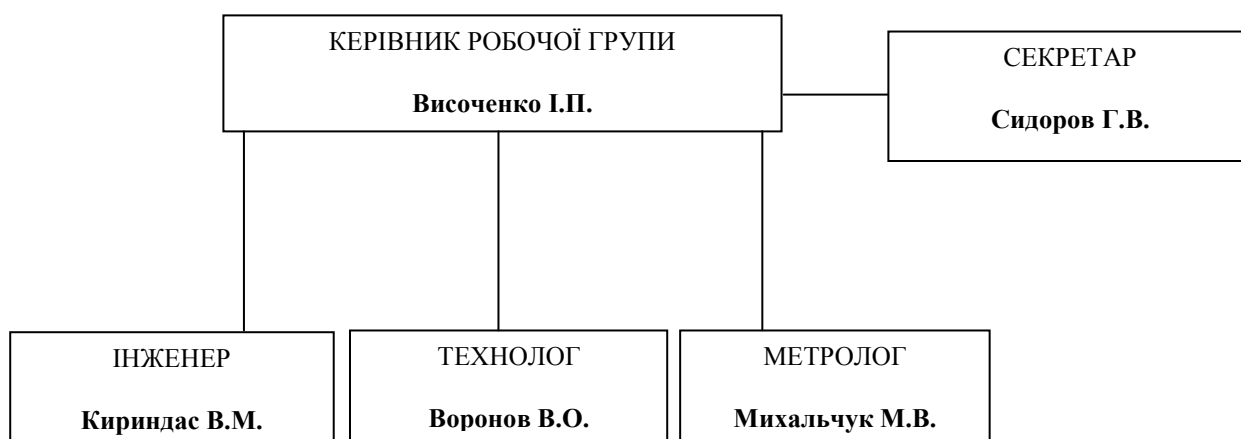 КЕРІВНИК РОБОЧОЇ ГРУПИ
Височенко І.П.
СЕКРЕТАР
Сидоров Г.В.
ІНЖЕНЕР
Кириндас В.М.
ТЕХНОЛОГ
Воронов В.О.
МЕТРОЛОГ
Михальчук М.В.